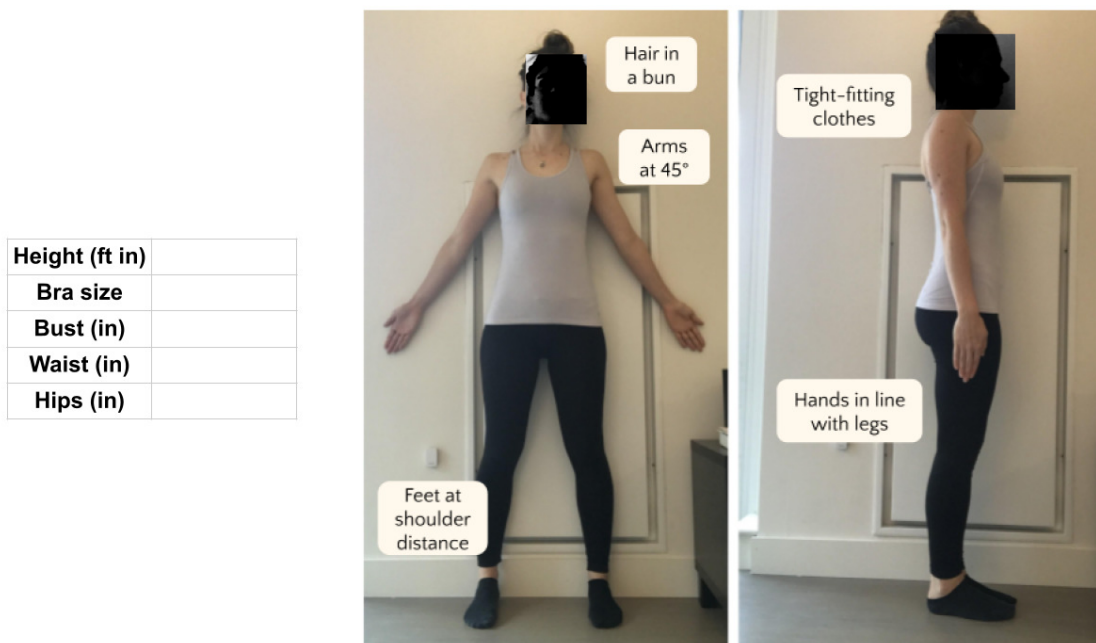 Height (ft in)
Bra size
Bust (in)
Waist (in)
Hips (in)
Hair in
a bun
Arms
at 45°
Feet at
shoulder
distance
Tight-fitting
clothes
Hands in line
with legs